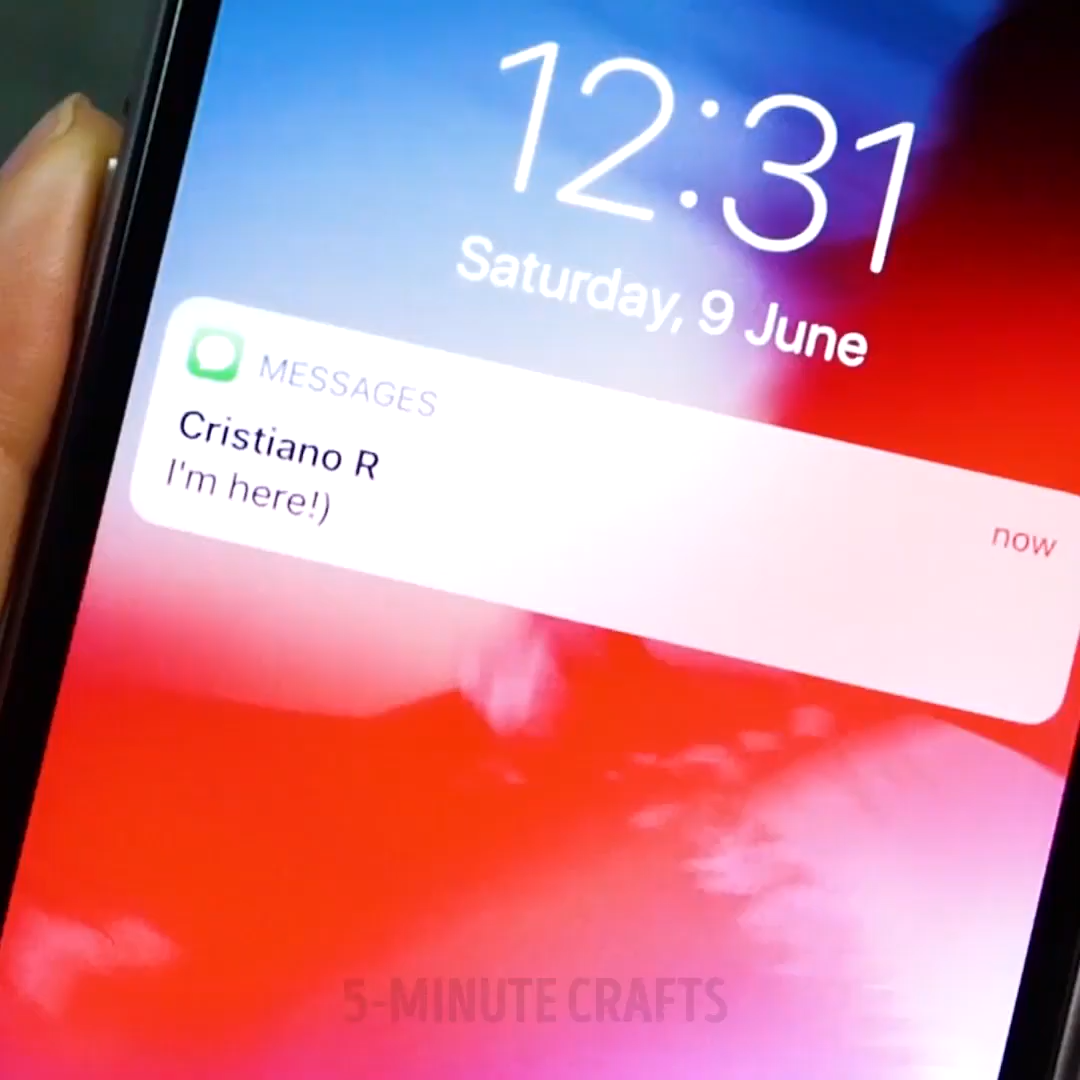 12:31
Saturday, 9 June
MESSAGES
now
Cristiano R
I'm here!)
5-MINUTE CRAFTS